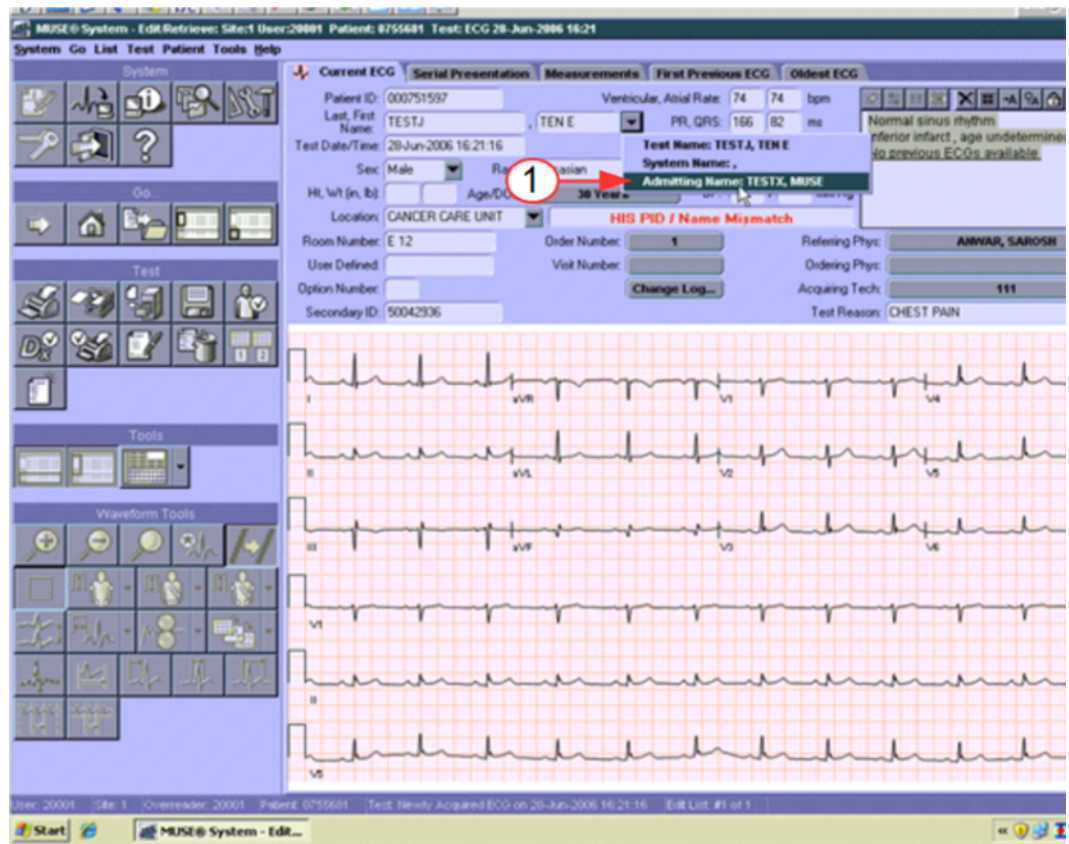 MUSE® System - Edit/Retrieve: Site:1 User:20001 Patient: 0755601 Test: ECG 28-Jun-2006 16:21
System Go List Test Patient Tools Help
System
Go...
Test
Tools
Waveform Tools
Current ECG Serial Presentation Measurements First Previous ECG Oldest ECG
Patient ID: 000751597 Ventricular, Atrial Rate: 74 74 bpm
Last, First Name: TESTJ , TEN E PR, QRS: 166 82 ms
Normal sinus rhythm
Inferior infarct , age undetermined
No previous ECGs available.
Test Date/Time: 28-Jun-2006 16:21:16
Test Name: TESTJ, TEN E
System Name: ,
Admitting Name: TESTX, MUSE
1
Sex: Male
Ht, Wt (in, lb): Age/DO 38 Years
Location: CANCER CARE UNIT HIS PID / Name Mismatch
Room Number: E 12 Order Number: 1 Referring Phys: ANWAR, SAROSH
User Defined: Visit Number: Ordering Phys:
Option Number: Change Log... Acquiring Tech: 111
Secondary ID: 50042936 Test Reason: CHEST PAIN
I aVR V1 V4
II aVL V2 V5
III aVF V3 V6
V1
II
V5
User: 20001 Site: 1 Overreader: 20001 Patient: 0755601 Test: Newly Acquired ECG on 28-Jun-2006 16:21:16 Edit List: #1 of 1
Start MUSE® System - Edit...